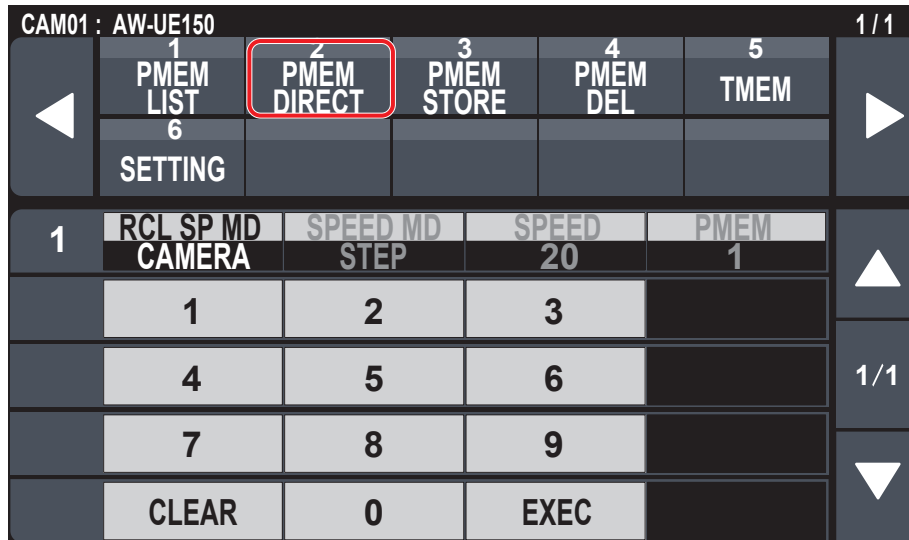 CAM01 : AW-UE150 1 / 1
1 2 3 4 5
PMEM PMEM PMEM PMEM TMEM
LIST DIRECT STORE DEL
6
SETTING
1 RCL SP MD SPEED MD SPEED PMEM
CAMERA STEP 20 1
1 2 3
4 5 6 1/1
7 8 9
CLEAR 0 EXEC